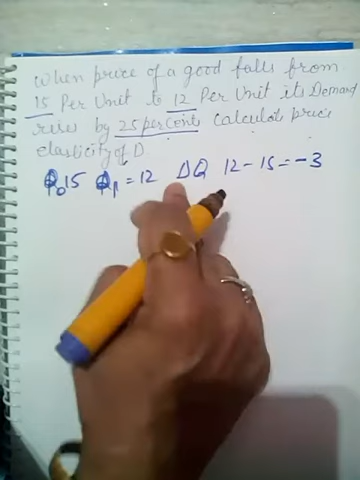 When price of a good falls from
15 Per Unit to 12 Per Unit its Demand
rises by 25 percent calculate price
elasticity of D.
P0 15 P1 = 12 ΔQ 12 - 15 = -3